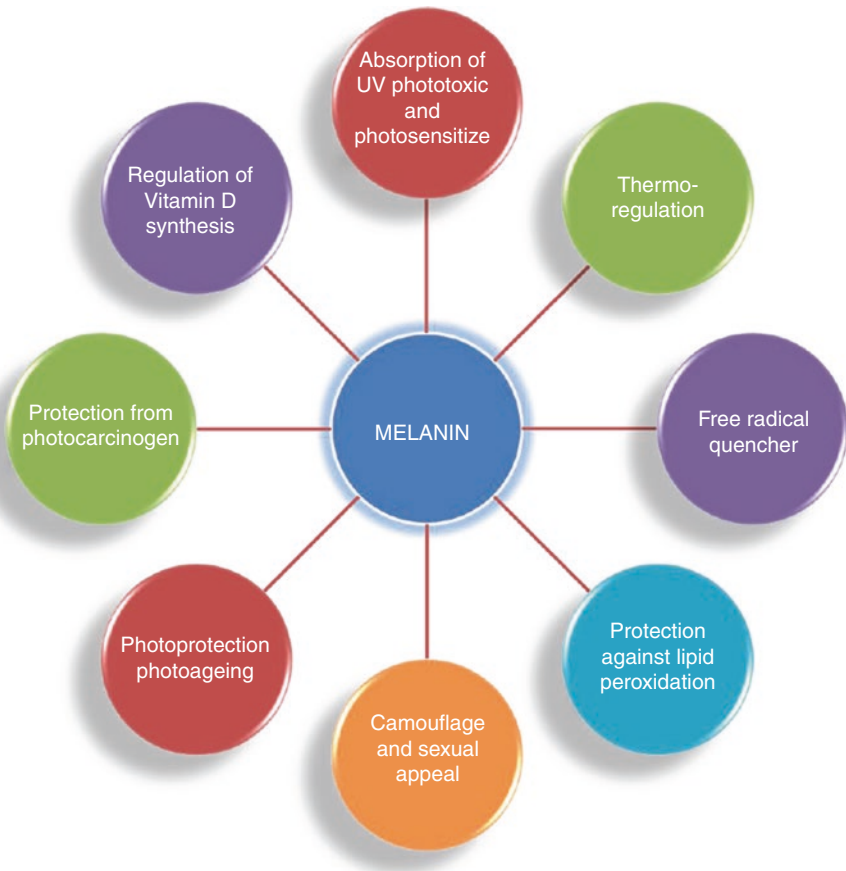 Absorption of
UV phototoxic
and
photosensitize
Thermo-
regulation
Free radical
quencher
Protection
against lipid
peroxidation
Camouflage
and sexual
appeal
Photoprotection
photoageing
Protection from
photocarcinogen
Regulation of
Vitamin D
synthesis
MELANIN